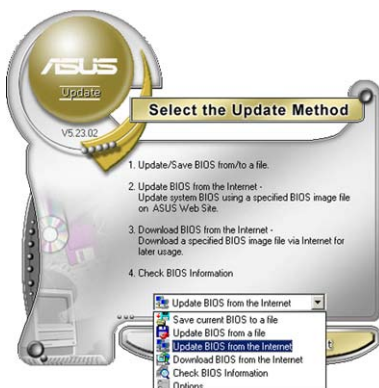 ASUS
Update
V5.23.02
Select the Update Method
1. Update/Save BIOS from/to a file.
2. Update BIOS from the Internet -
Update system BIOS using a specified BIOS image file
on ASUS Web Site.
3. Download BIOS from the Internet -
Download a specified BIOS image file via Internet for
later usage.
4. Check BIOS Information
Update BIOS from the Internet
Save current BIOS to a file
Update BIOS from a file
Update BIOS from the Internet
Download BIOS from the Internet
Check BIOS Information
Options